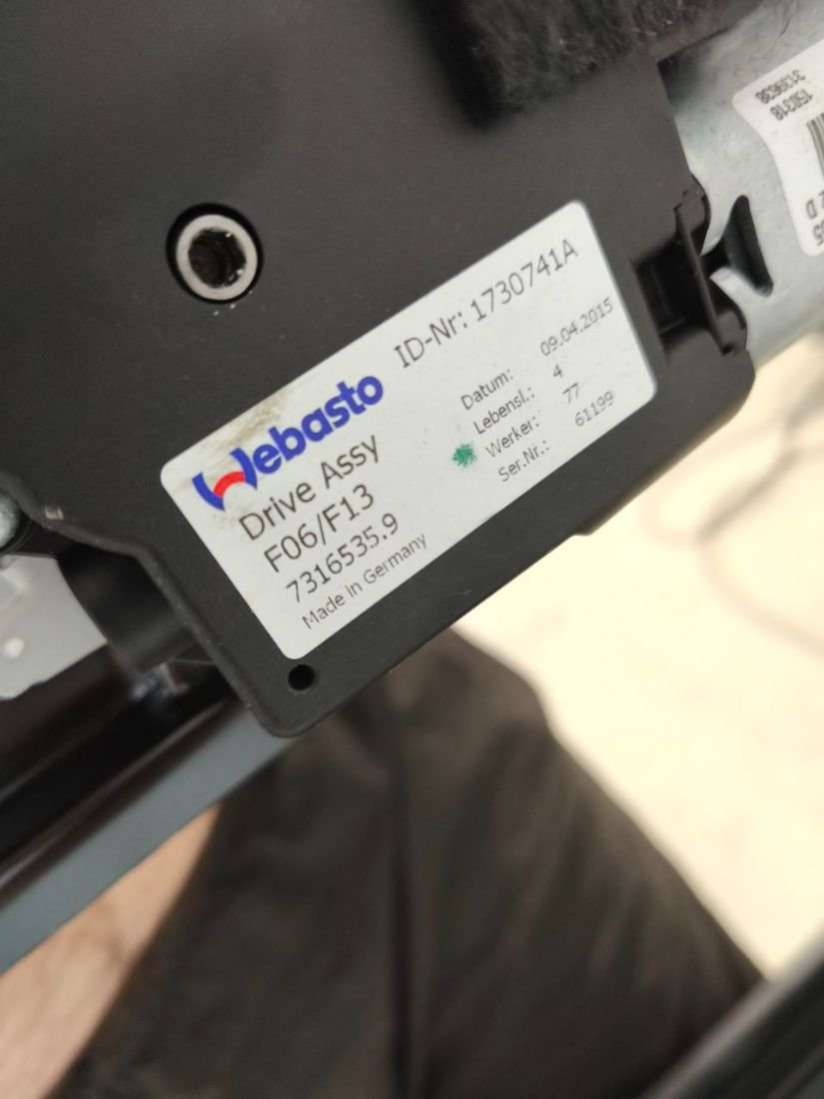 Webasto
ID-Nr: 1730741A
Drive Assy
F06/F13
7316535.9
Made in Germany
Datum: 09.04.2015
Lebensl.: 4
Werker: 77
Ser.Nr.: 61199
150318